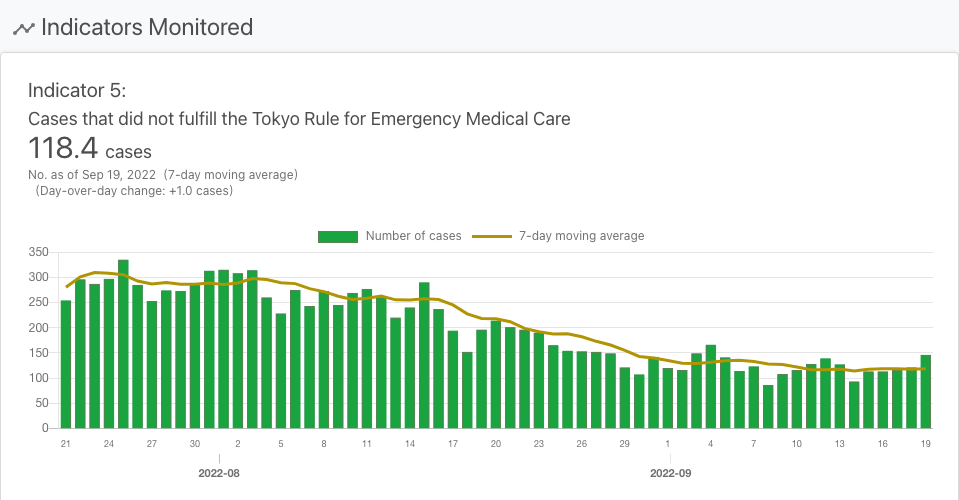 Indicators Monitored
Indicator 5:
Cases that did not fulfill the Tokyo Rule for Emergency Medical Care
118.4 cases
No. as of Sep 19, 2022 (7-day moving average)
(Day-over-day change: +1.0 cases)
Number of cases 7-day moving average
350
300
250
200
150
100
50
0
21 24 27 30 2 5 8 11 14 17 20 23 26 29 1 4 7 10 13 16 19
2022-08 2022-09